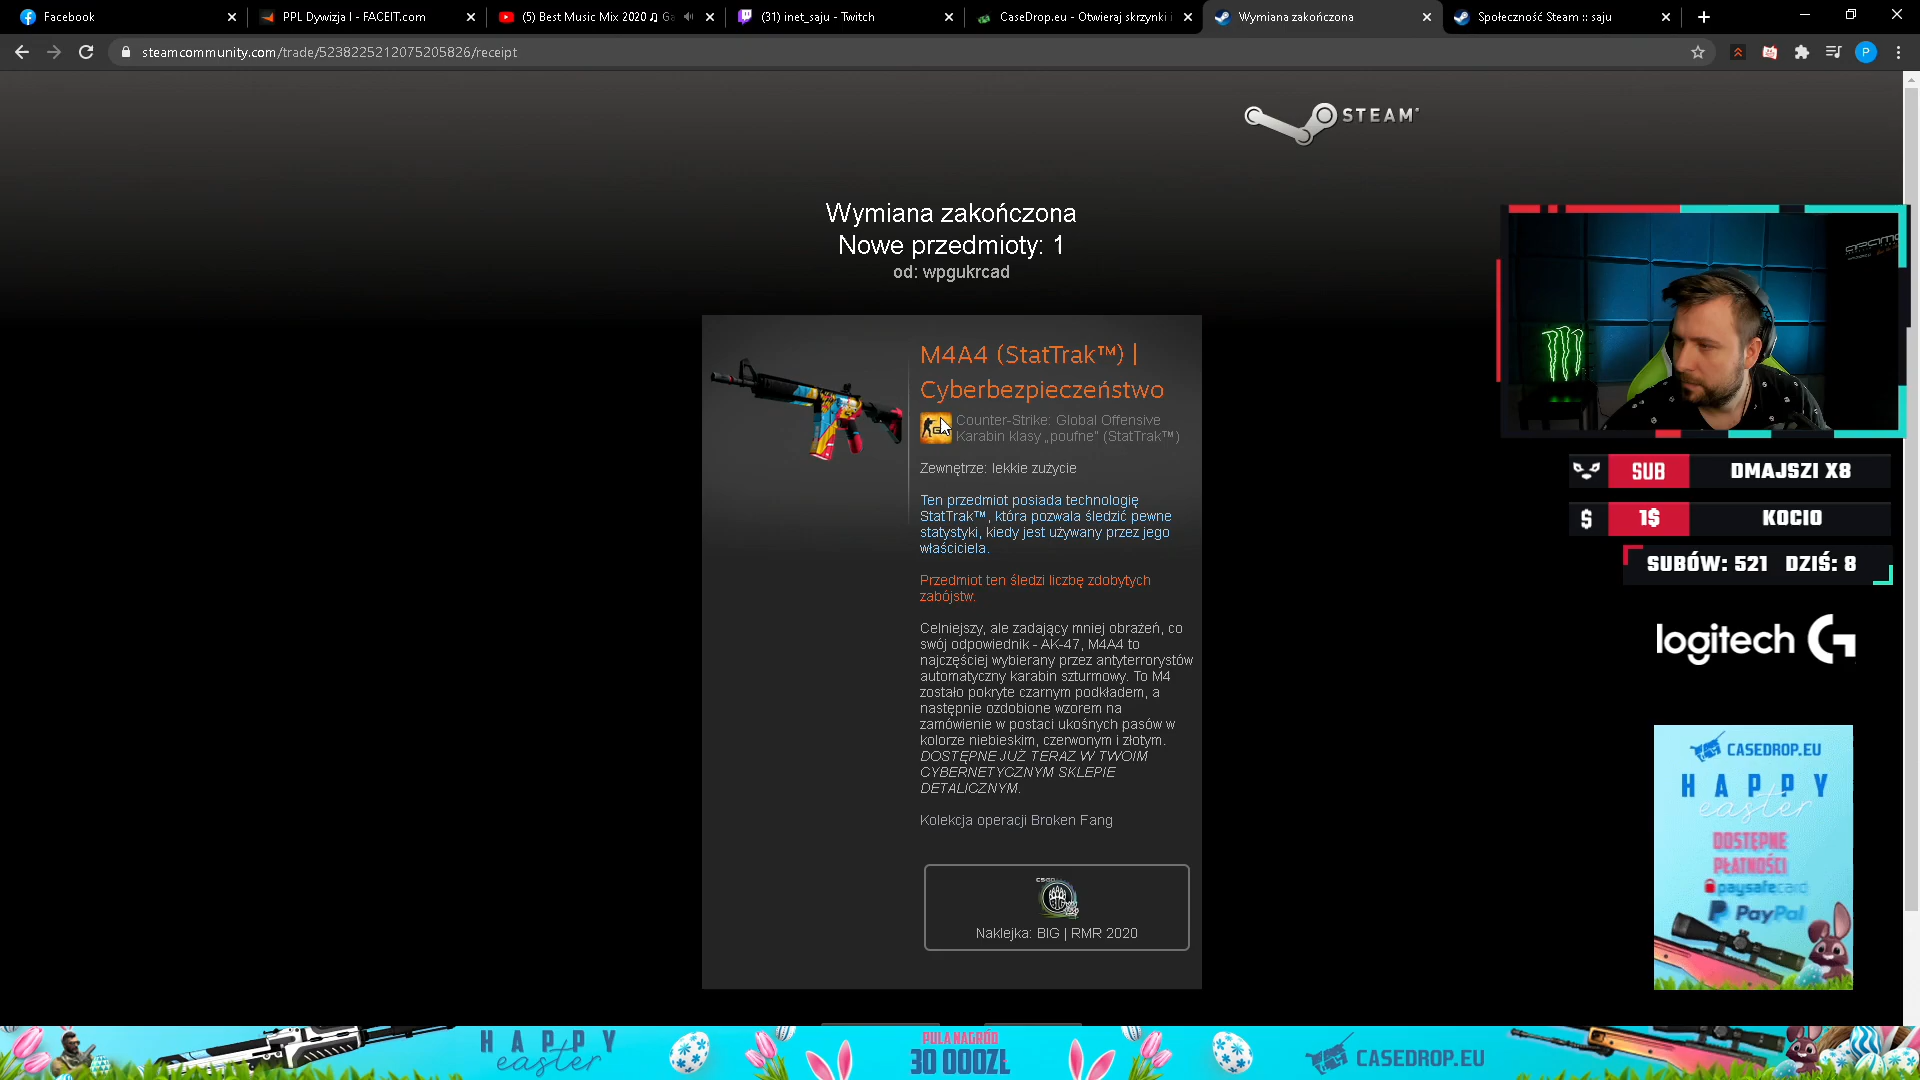 Facebook
PPL Dywizja I - FACEIT.com
(5) Best Music Mix 2020 ♫ Ga
(31) inet_saju - Twitch
CaseDrop.eu - Otwieraj skrzynki i
Wymiana zakończona
Społeczność Steam :: saju
steamcommunity.com/trade/5238225212075205826/receipt
P
STEAM
Wymiana zakończona
Nowe przedmioty: 1
od: wpgukrcad
M4A4 (StatTrak™) |
Cyberbezpieczeństwo
Counter-Strike: Global Offensive
Karabin klasy „poufne” (StatTrak™)
Zewnętrze: lekkie zużycie
Ten przedmiot posiada technologię
StatTrak™, która pozwala śledzić pewne
statystyki, kiedy jest używany przez jego
właściciela.
Przedmiot ten śledzi liczbę zdobytych
zabójstw.
Celniejszy, ale zadający mniej obrażeń, co
swój odpowiednik - AK-47, M4A4 to
najczęściej wybierany przez antyterrorystów
automatyczny karabin szturmowy. To M4
zostało pokryte czarnym podkładem, a
następnie ozdobione wzorem na
zamówienie w postaci ukośnych pasów w
kolorze niebieskim, czerwonym i złotym.
DOSTĘPNE JUŻ TERAZ W TWOIM
CYBERNETYCZNYM SKLEPIE
DETALICZNYM.
Kolekcja operacji Broken Fang
Naklejka: BIG | RMR 2020
SUB DMAJSZI X8
$ 1$ KOCIO
SUBÓW: 521 DZIŚ: 8
logitech G
CASEDROP.EU
HAPPY
easter
DOSTĘPNE
PŁATNOŚCI
paysafecard
PayPal
HAPPY
easter
PULA NAGRÓD
30 000ZŁ
CASEDROP.EU